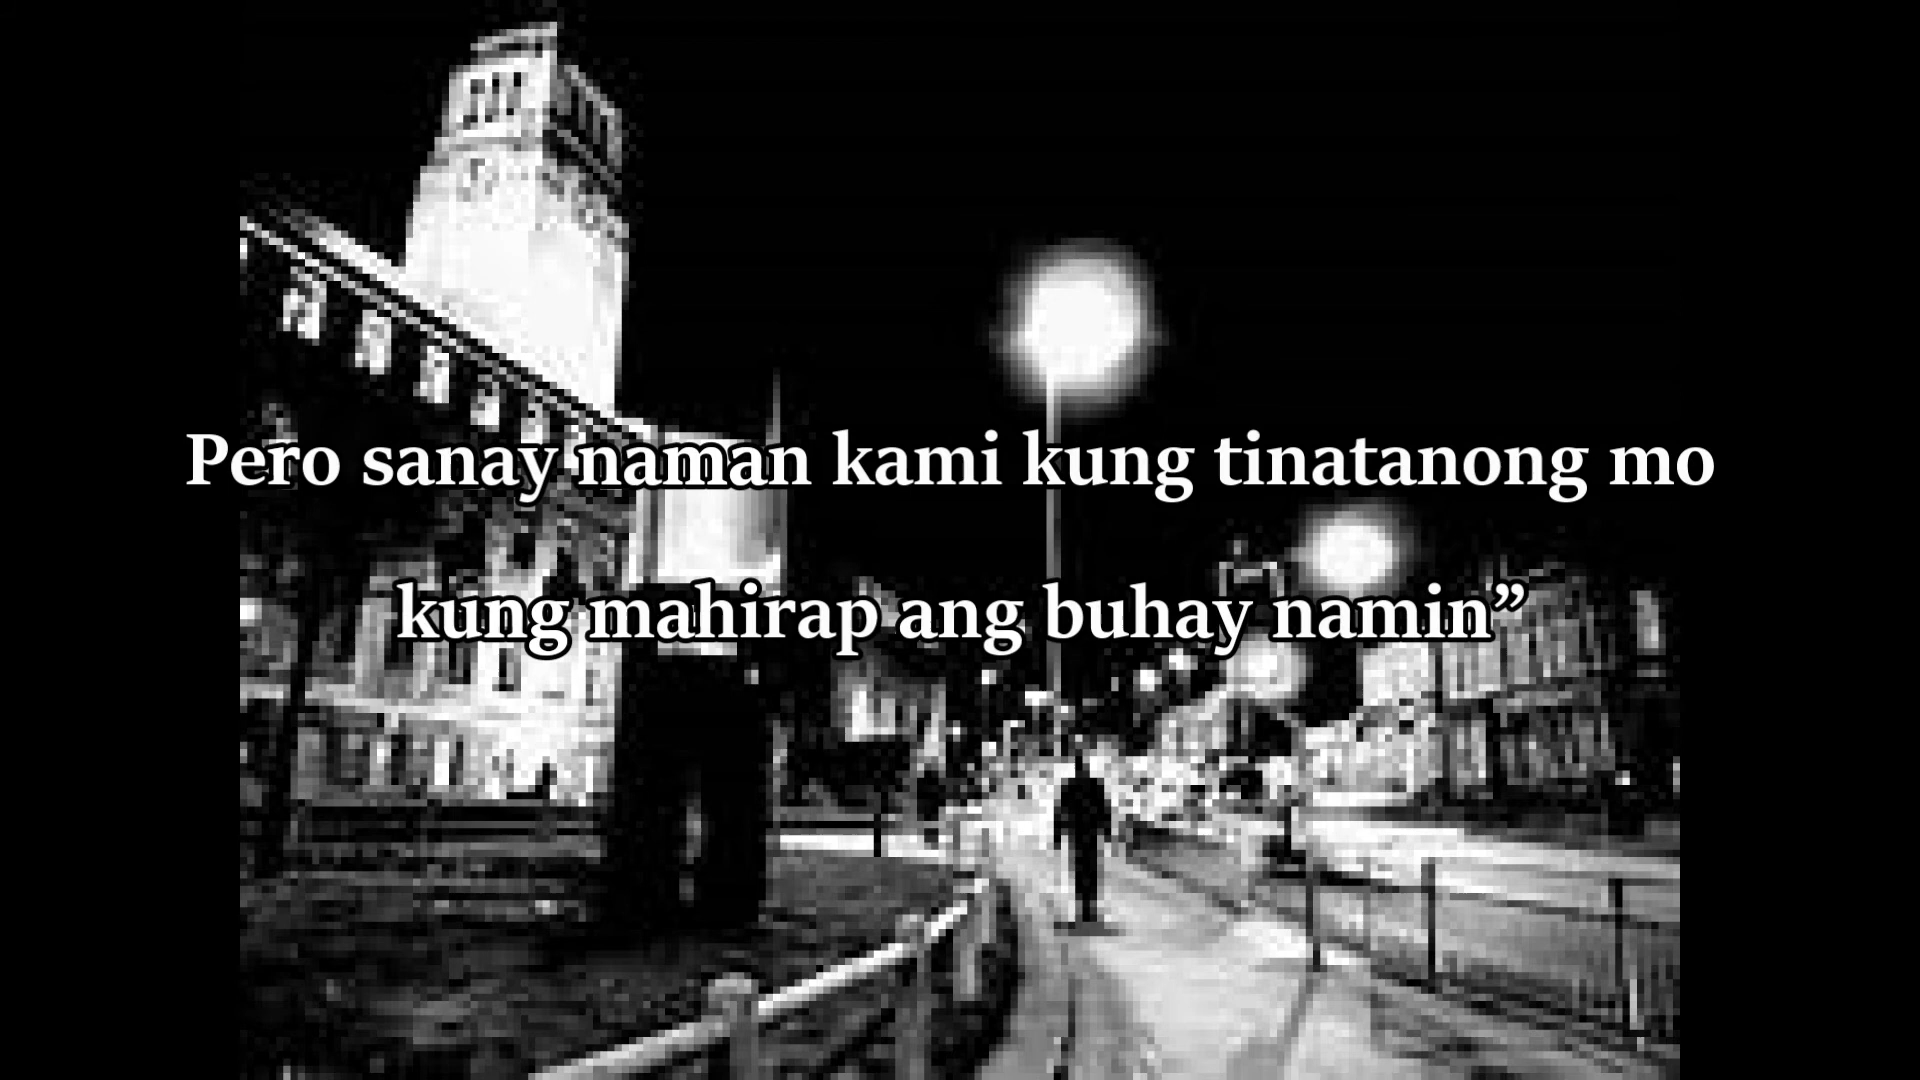 Pero sanay naman kami kung tinatanong mo
kung mahirap ang buhay namin”